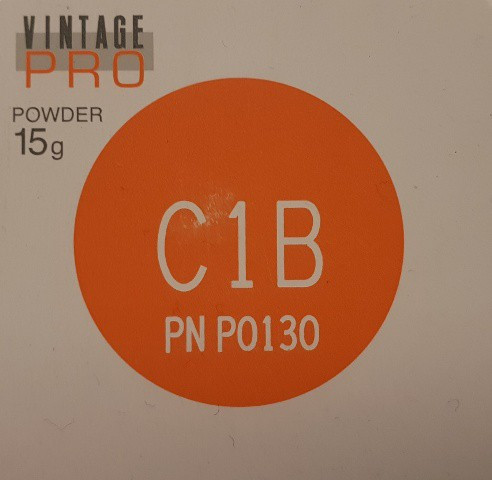 VINTAGE
PRO
POWDER
15g
C1B
PN P0130